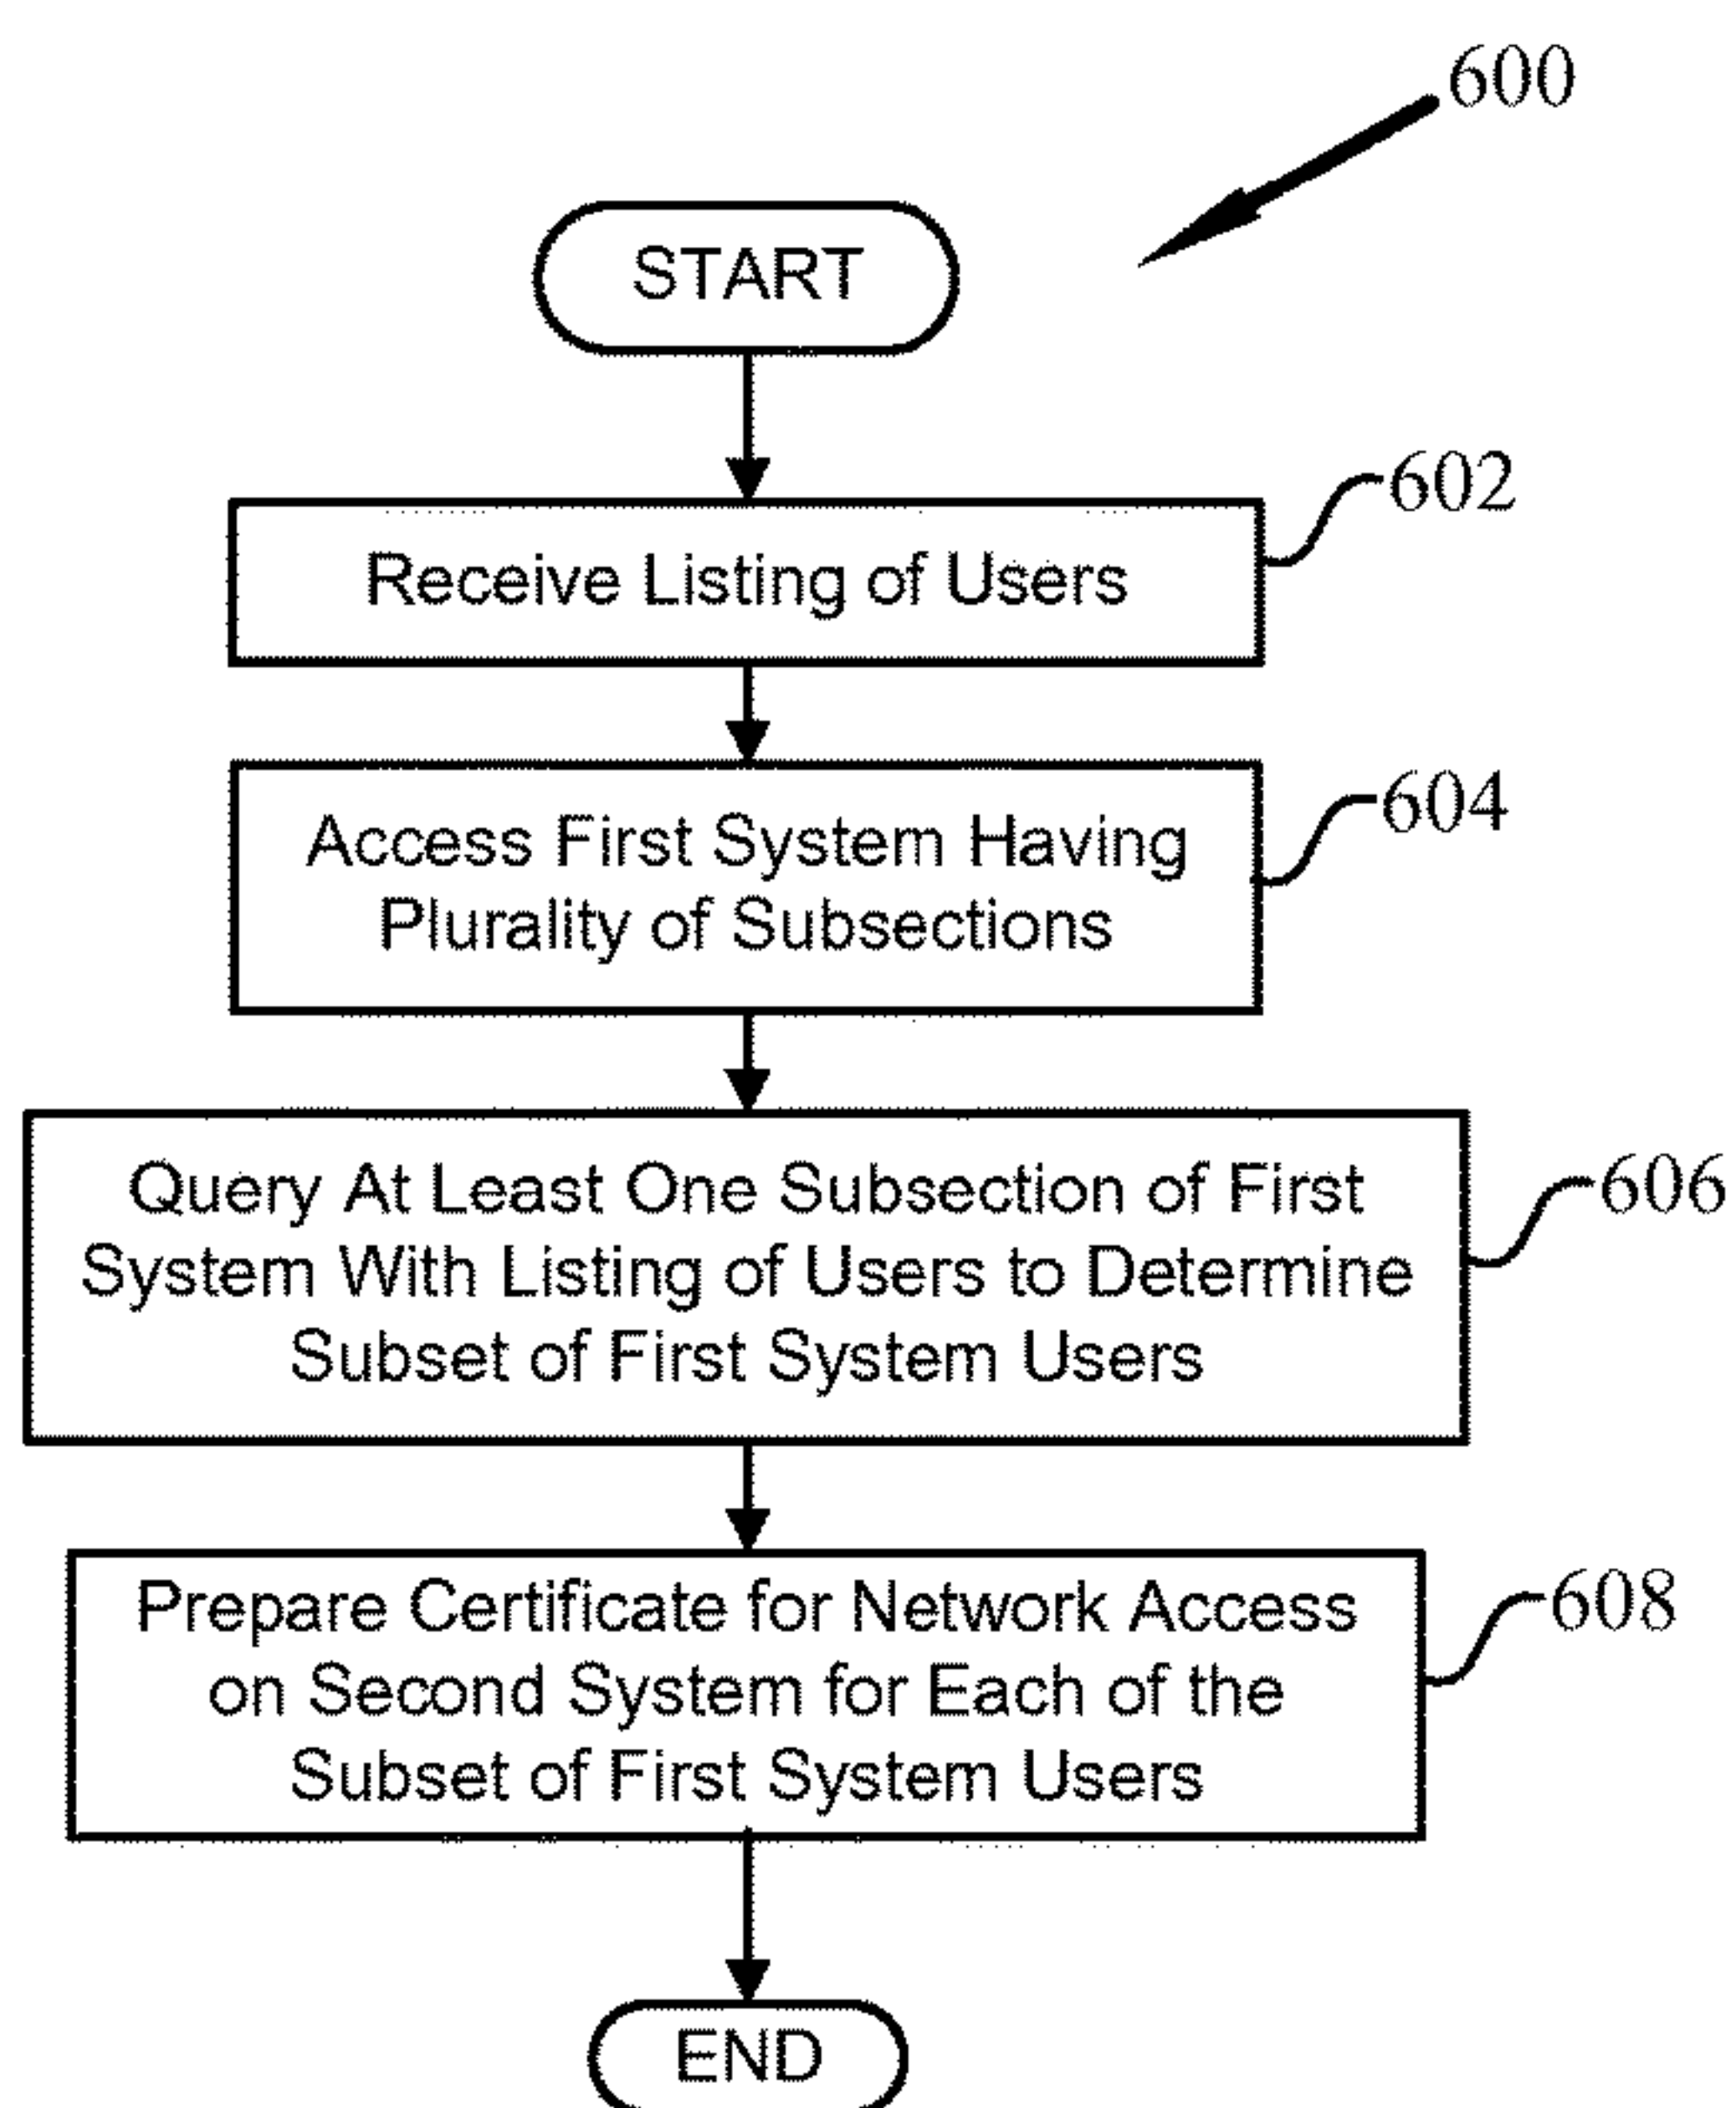 600
START
602
Receive Listing of Users
604
Access First System Having
Plurality of Subsections
606
Query At Least One Subsection of First
System With Listing of Users to Determine
Subset of First System Users
608
Prepare Certificate for Network Access
on Second System for Each of the
Subset of First System Users
END